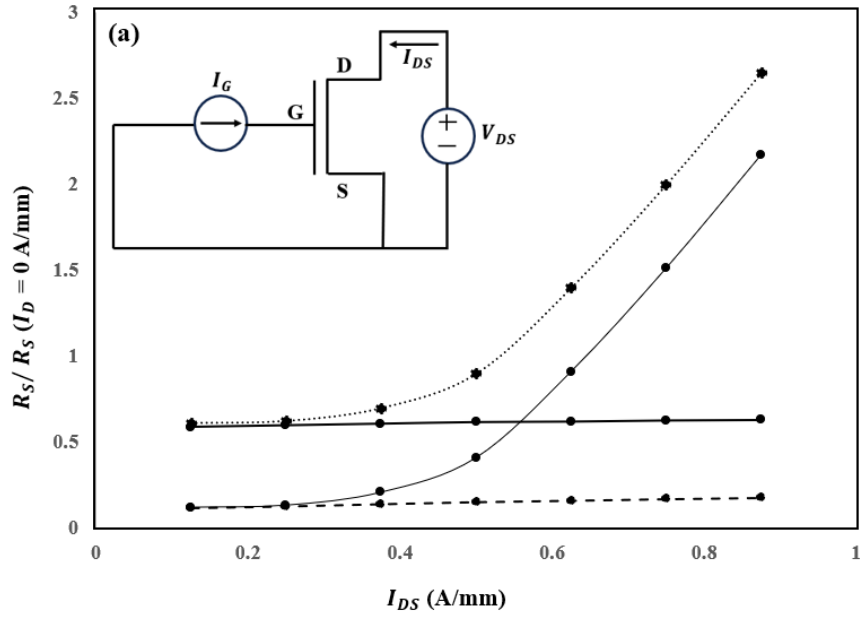 (a)
I_G
G
D
S
I_DS
+
−
V_DS
R_S/ R_S (I_D = 0 A/mm)
3
2.5
2
1.5
1
0.5
0
0 0.2 0.4 0.6 0.8 1
I_DS (A/mm)